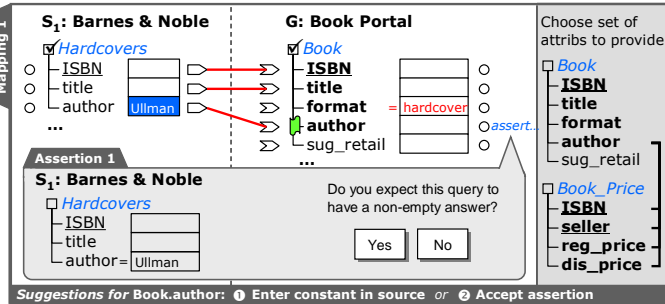 Mapping 1
S1: Barnes & Noble
Hardcovers
ISBN
title
author
Ullman
...
G: Book Portal
Book
ISBN
title
format
= hardcover
author
assert...
sug_retail
...
Choose set of
attribs to provide
Book
ISBN
title
format
author
sug_retail
Book_Price
ISBN
seller
reg_price
dis_price
Assertion 1
S1: Barnes & Noble
Hardcovers
ISBN
title
author= Ullman
Do you expect this query to
have a non-empty answer?
Yes No
Suggestions for Book.author: ❶ Enter constant in source or ❷ Accept assertion